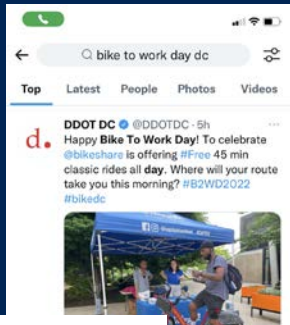 bike to work day dc
Top Latest People Photos Videos
DDOT DC @DDOTDC · 5h
d.
Happy Bike To Work Day! To celebrate
@bikeshare is offering #Free 45 min
classic rides all day. Where will your route
take you this morning? #B2WD2022
#bikedc